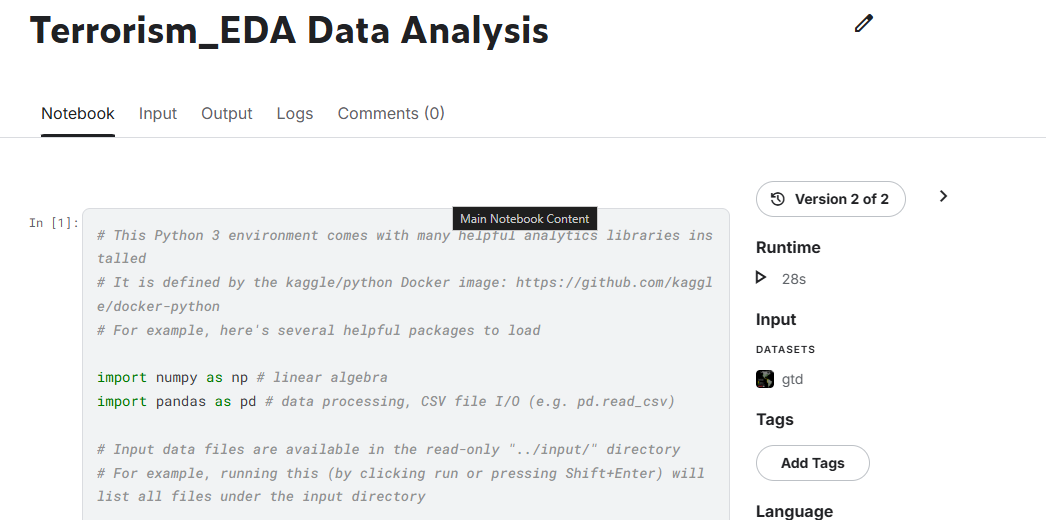 Terrorism_EDA Data Analysis
Notebook Input Output Logs Comments (0)
Version 2 of 2
In [1]:
Main Notebook Content
# This Python 3 environment comes with many helpful analytics libraries ins
talled
# It is defined by the kaggle/python Docker image: https://github.com/kaggl
e/docker-python
# For example, here's several helpful packages to load
import numpy as np # linear algebra
import pandas as pd # data processing, CSV file I/O (e.g. pd.read_csv)
# Input data files are available in the read-only "../input/" directory
# For example, running this (by clicking run or pressing Shift+Enter) will
list all files under the input directory
Runtime
28s
Input
DATASETS
gtd
Tags
Add Tags
Language